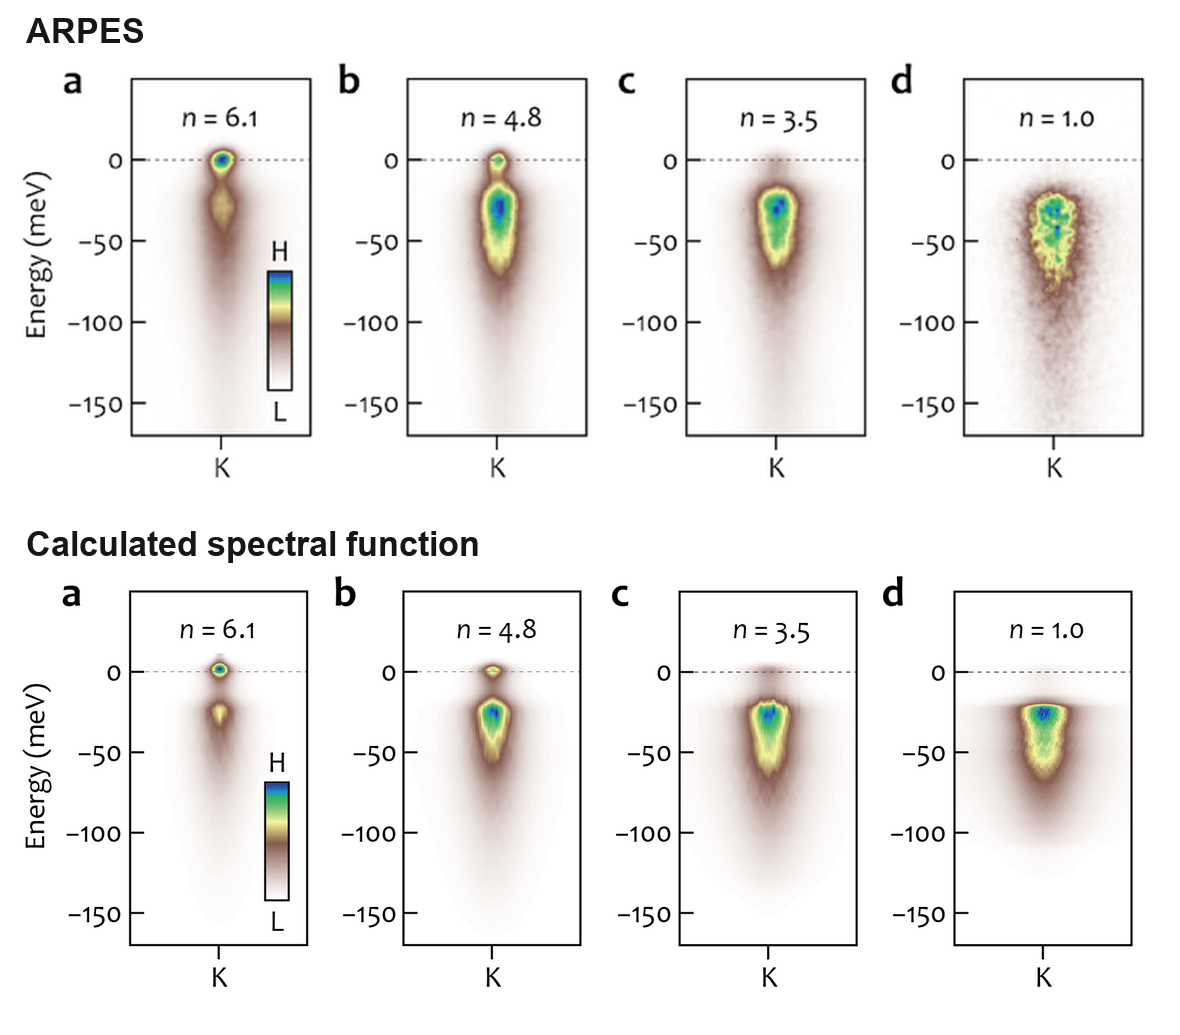 ARPES
a b c d
n = 6.1 n = 4.8 n = 3.5 n = 1.0
0 0 0 0
−50 −50 −50 −50
−100 −100 −100 −100
−150 −150 −150 −150
Energy (meV)
H
L
K K K K
Calculated spectral function
a b c d
n = 6.1 n = 4.8 n = 3.5 n = 1.0
0 0 0 0
−50 −50 −50 −50
−100 −100 −100 −100
−150 −150 −150 −150
Energy (meV)
H
L
K K K K